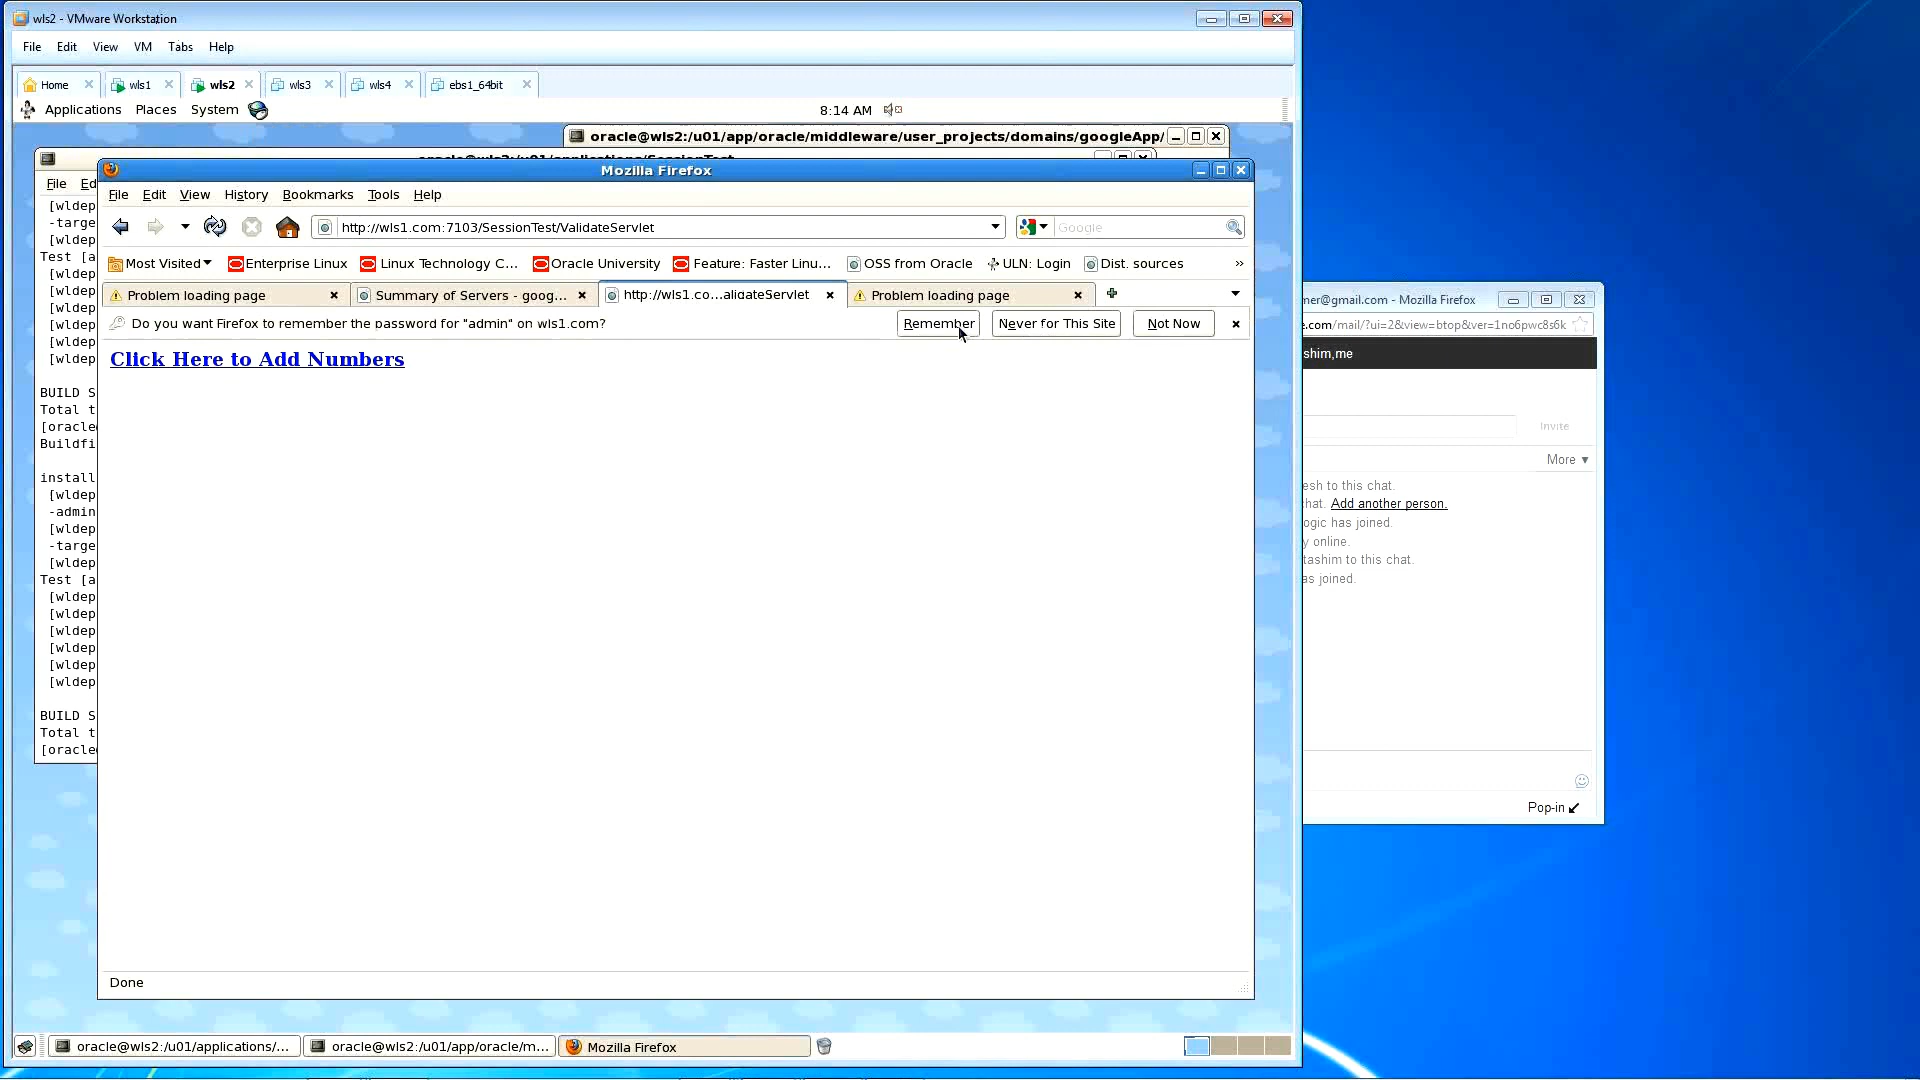 wls2 - VMware Workstation
File Edit View VM Tabs Help
Home wls1 wls2 wls3 wls4 ebs1_64bit
Applications Places System 8:14 AM
oracle@wls2:/u01/app/oracle/middleware/user_projects/domains/googleApp/
Mozilla Firefox
File Edit View History Bookmarks Tools Help
http://wls1.com:7103/SessionTest/ValidateServlet Google
Most Visited Enterprise Linux Linux Technology C... Oracle University Feature: Faster Linu... OSS from Oracle ULN: Login Dist. sources »
Problem loading page Summary of Servers - goog... http://wls1.co...alidateServlet Problem loading page
Do you want Firefox to remember the password for "admin" on wls1.com? Remember Never for This Site Not Now
Click Here to Add Numbers
Done
File Ed
[wldep
-targe
[wldep
Test [a
[wldep
[wldep
[wldep
[wldep
[wldep
[wldep
BUILD S
Total t
[oracle
Buildfi
install
[wldep
-admin
[wldep
-targe
[wldep
Test [a
[wldep
[wldep
[wldep
[wldep
[wldep
[wldep
BUILD S
Total t
[oracle
mer@gmail.com - Mozilla Firefox
e.com/mail/?ui=2&view=btop&ver=1no6pwc8s6k
shim,me
Invite
More ▼
esh to this chat.
hat. Add another person.
ogic has joined.
y online.
tashim to this chat.
as joined.
Pop-in
oracle@wls2:/u01/applications/... oracle@wls2:/u01/app/oracle/m... Mozilla Firefox